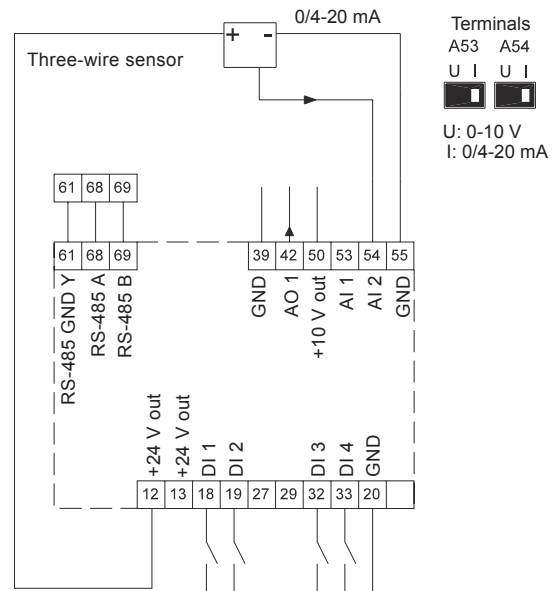 0/4-20 mA
Three-wire sensor
+ -
Terminals
A53 A54
U I U I
U: 0-10 V
I: 0/4-20 mA
61 68 69
61 68 69
39 42 50 53 54 55
RS-485 GND Y
RS-485 A
RS-485 B
GND
AO 1
+10 V out
AI 1
AI 2
GND
+24 V out
+24 V out
DI 1
DI 2
DI 3
DI 4
GND
12 13 18 19 27 29 32 33 20